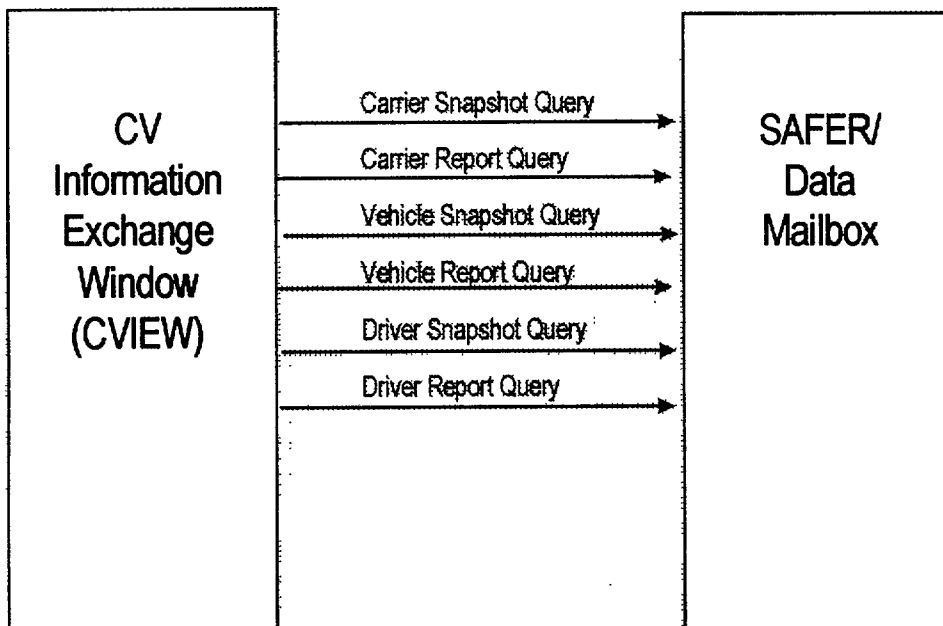 CV
Information
Exchange
Window
(CVIEW)
Carrier Snapshot Query
Carrier Report Query
Vehicle Snapshot Query
Vehicle Report Query
Driver Snapshot Query
Driver Report Query
SAFER/
Data
Mailbox